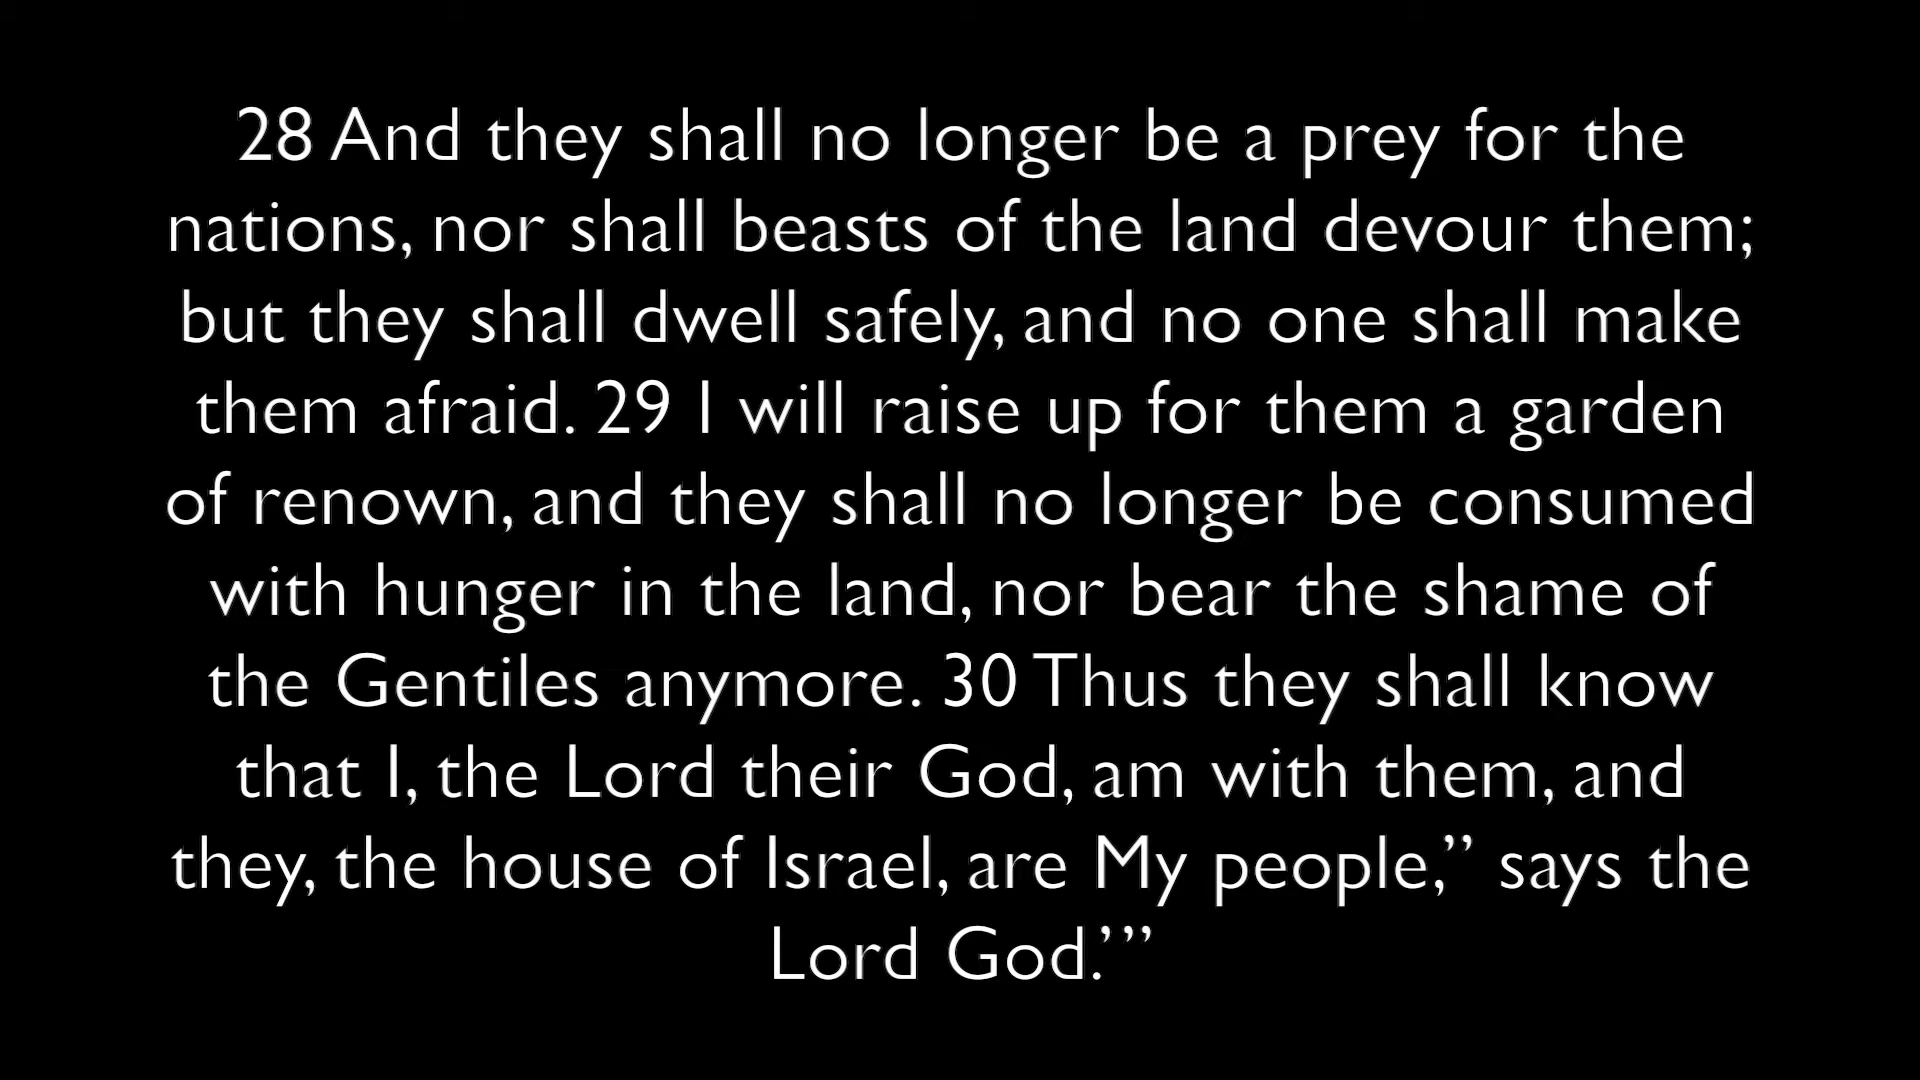 28 And they shall no longer be a prey for the
nations, nor shall beasts of the land devour them;
but they shall dwell safely, and no one shall make
them afraid. 29 I will raise up for them a garden
of renown, and they shall no longer be consumed
with hunger in the land, nor bear the shame of
the Gentiles anymore. 30 Thus they shall know
that I, the Lord their God, am with them, and
they, the house of Israel, are My people,” says the
Lord God.’ ”